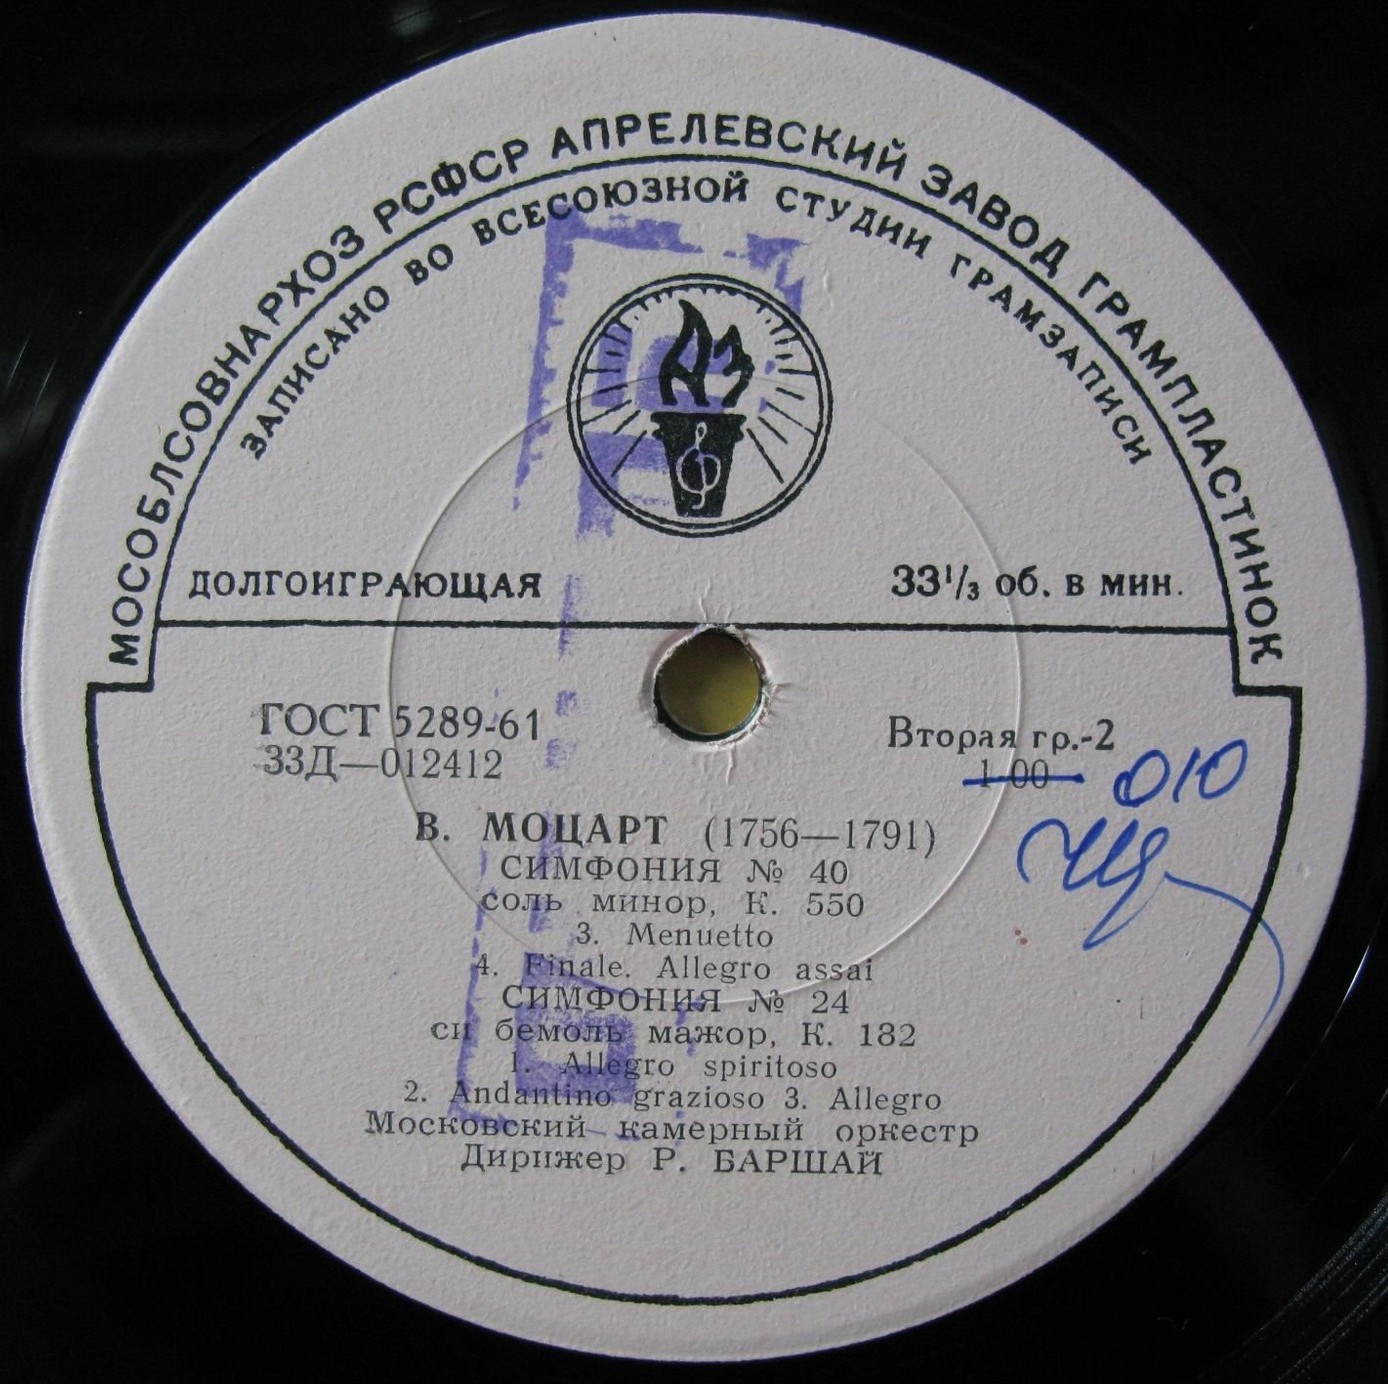 МОСОБЛСОВНАРХОЗ РСФСР АПРЕЛЕВСКИЙ ЗАВОД ГРАМПЛАСТИНОК
ЗАПИСАНО ВО ВСЕСОЮЗНОЙ СТУДИИ ГРАМЗАПИСИ
ДОЛГОИГРАЮЩАЯ 33¹/₃ об. в мин.
ГОСТ 5289-61 Вторая гр.-2
33Д—012412 1-00 010
В. МОЦАРТ (1756—1791)
СИМФОНИЯ № 40
соль минор, К. 550
3. Menuetto
4. Finale. Allegro assai
СИМФОНИЯ № 24
си бемоль мажор, К. 182
1. Allegro spiritoso
2. Andantino grazioso 3. Allegro
Московский камерный оркестр
Дирижер Р. БАРШАЙ